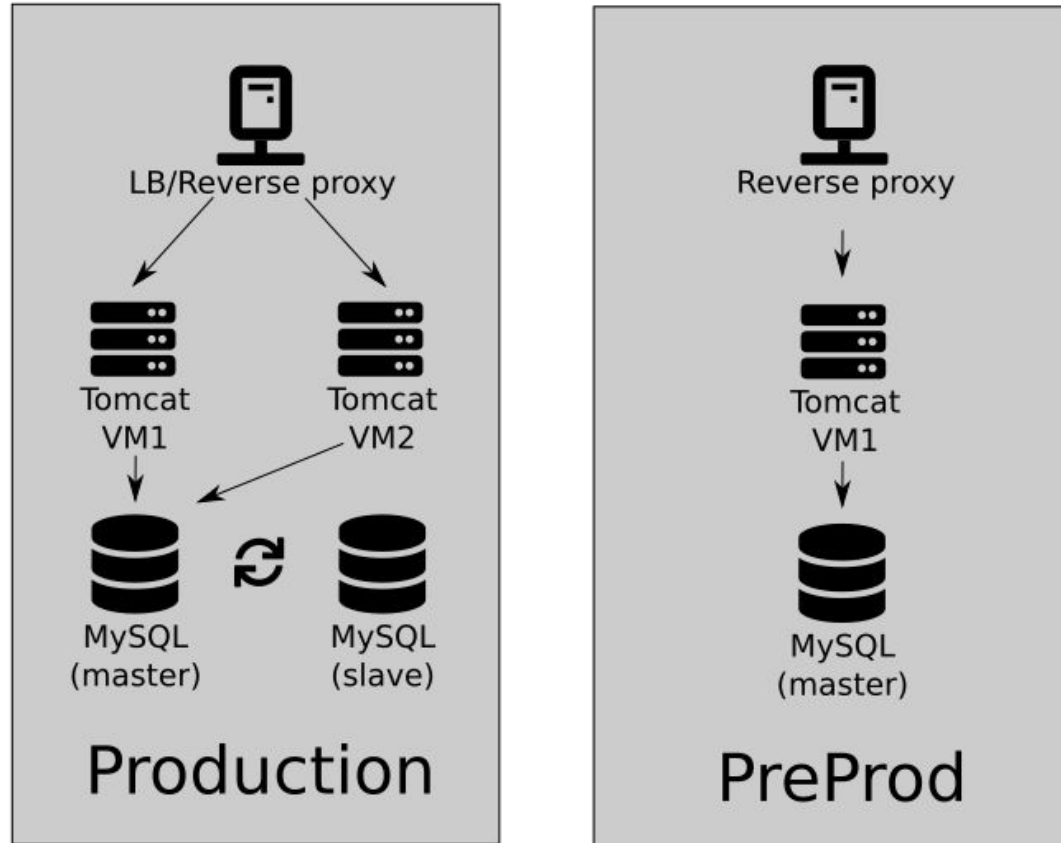 LB/Reverse proxy
Tomcat
VM1
Tomcat
VM2
MySQL
(master)
MySQL
(slave)
Production
Reverse proxy
Tomcat
VM1
MySQL
(master)
PreProd